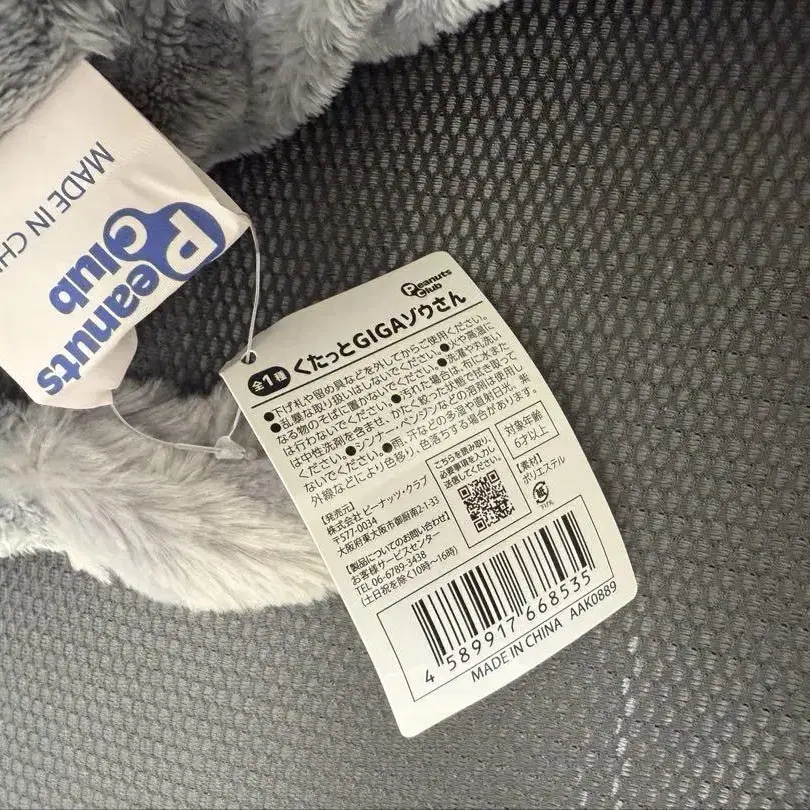 Peanuts
Club
MADE IN CHI
Peanuts
Club
全1種 くたっとGIGAゾウさん
●下げ札や留め具などを外してからご使用ください。
●乱暴な取り扱いはしないでください。●火や高温に
なる物のそばに置かないでください。●洗濯や丸洗い
は行わないでください。●汚れた場合は、布に水また
は中性洗剤を含ませ、かたく絞った状態で拭き取って
ください。●シンナー・ベンジンなどの溶剤は使用し
ないでください。●雨、汗などの多湿や直射日光、紫
外線などにより色移り、色落ちする場合があります。
対象年齢
6才以上
【発売元】
株式会社 ピーナッツ・クラブ
〒577-0034
大阪府東大阪市御厨南2-1-33
【製品についてのお問い合わせ】
お客様サービスセンター
TEL 06-6789-3438
(土日祝を除く10時~16時)
こちらを読み取り
必要事項を入力し
送信してください。
【素材】
ポリエステル
紙
タグ札
4 589917 668535
MADE IN CHINA AAK0889